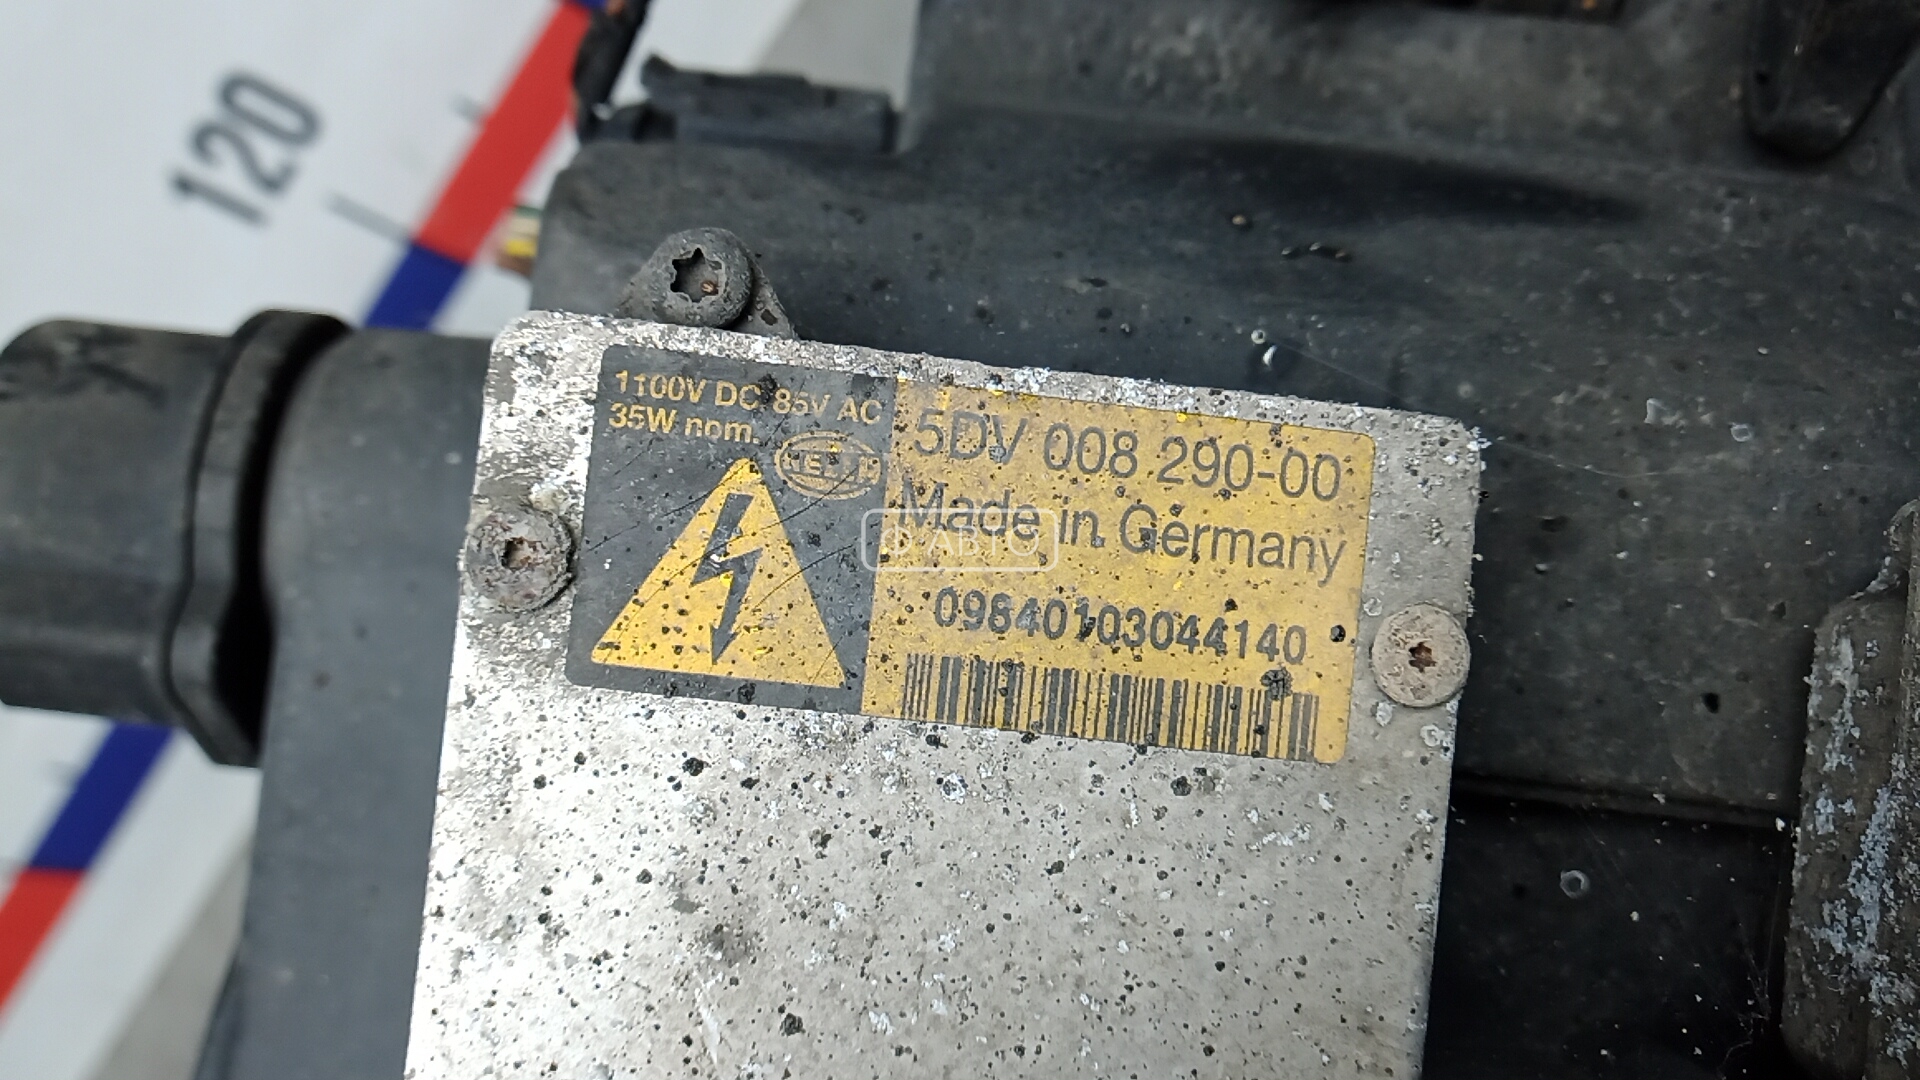 120
1100V DC 85V AC
35W nom.
HELLA
5DV 008 290-00
Made in Germany
Ф АВТО
09840103044140